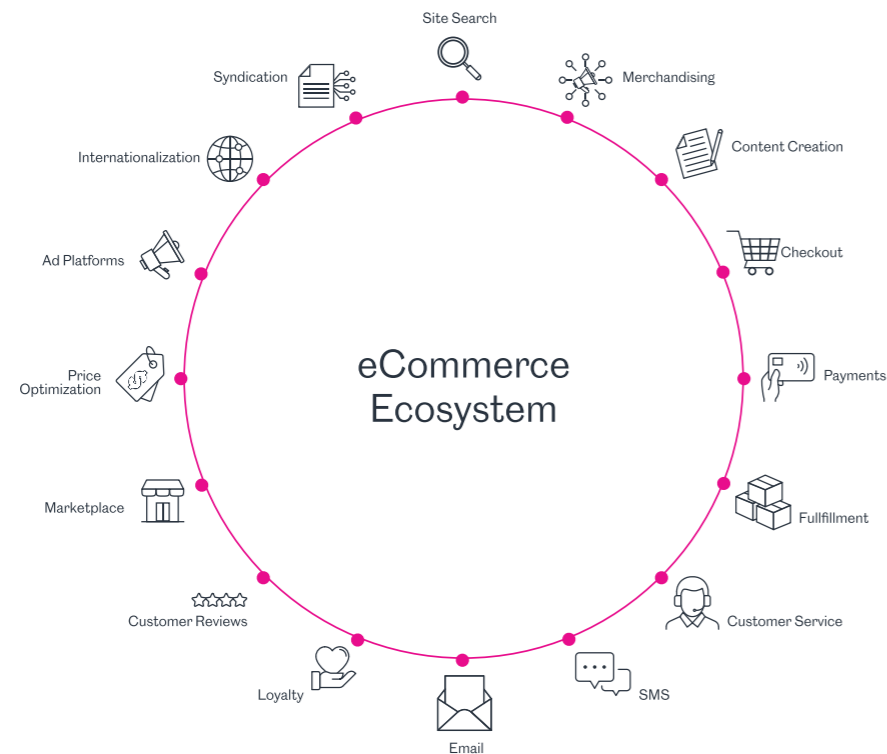 Site Search
Merchandising
Content Creation
Checkout
Payments
Fullfillment
Customer Service
SMS
Email
Loyalty
Customer Reviews
Marketplace
Price
Optimization
Ad Platforms
Internationalization
Syndication
eCommerce
Ecosystem